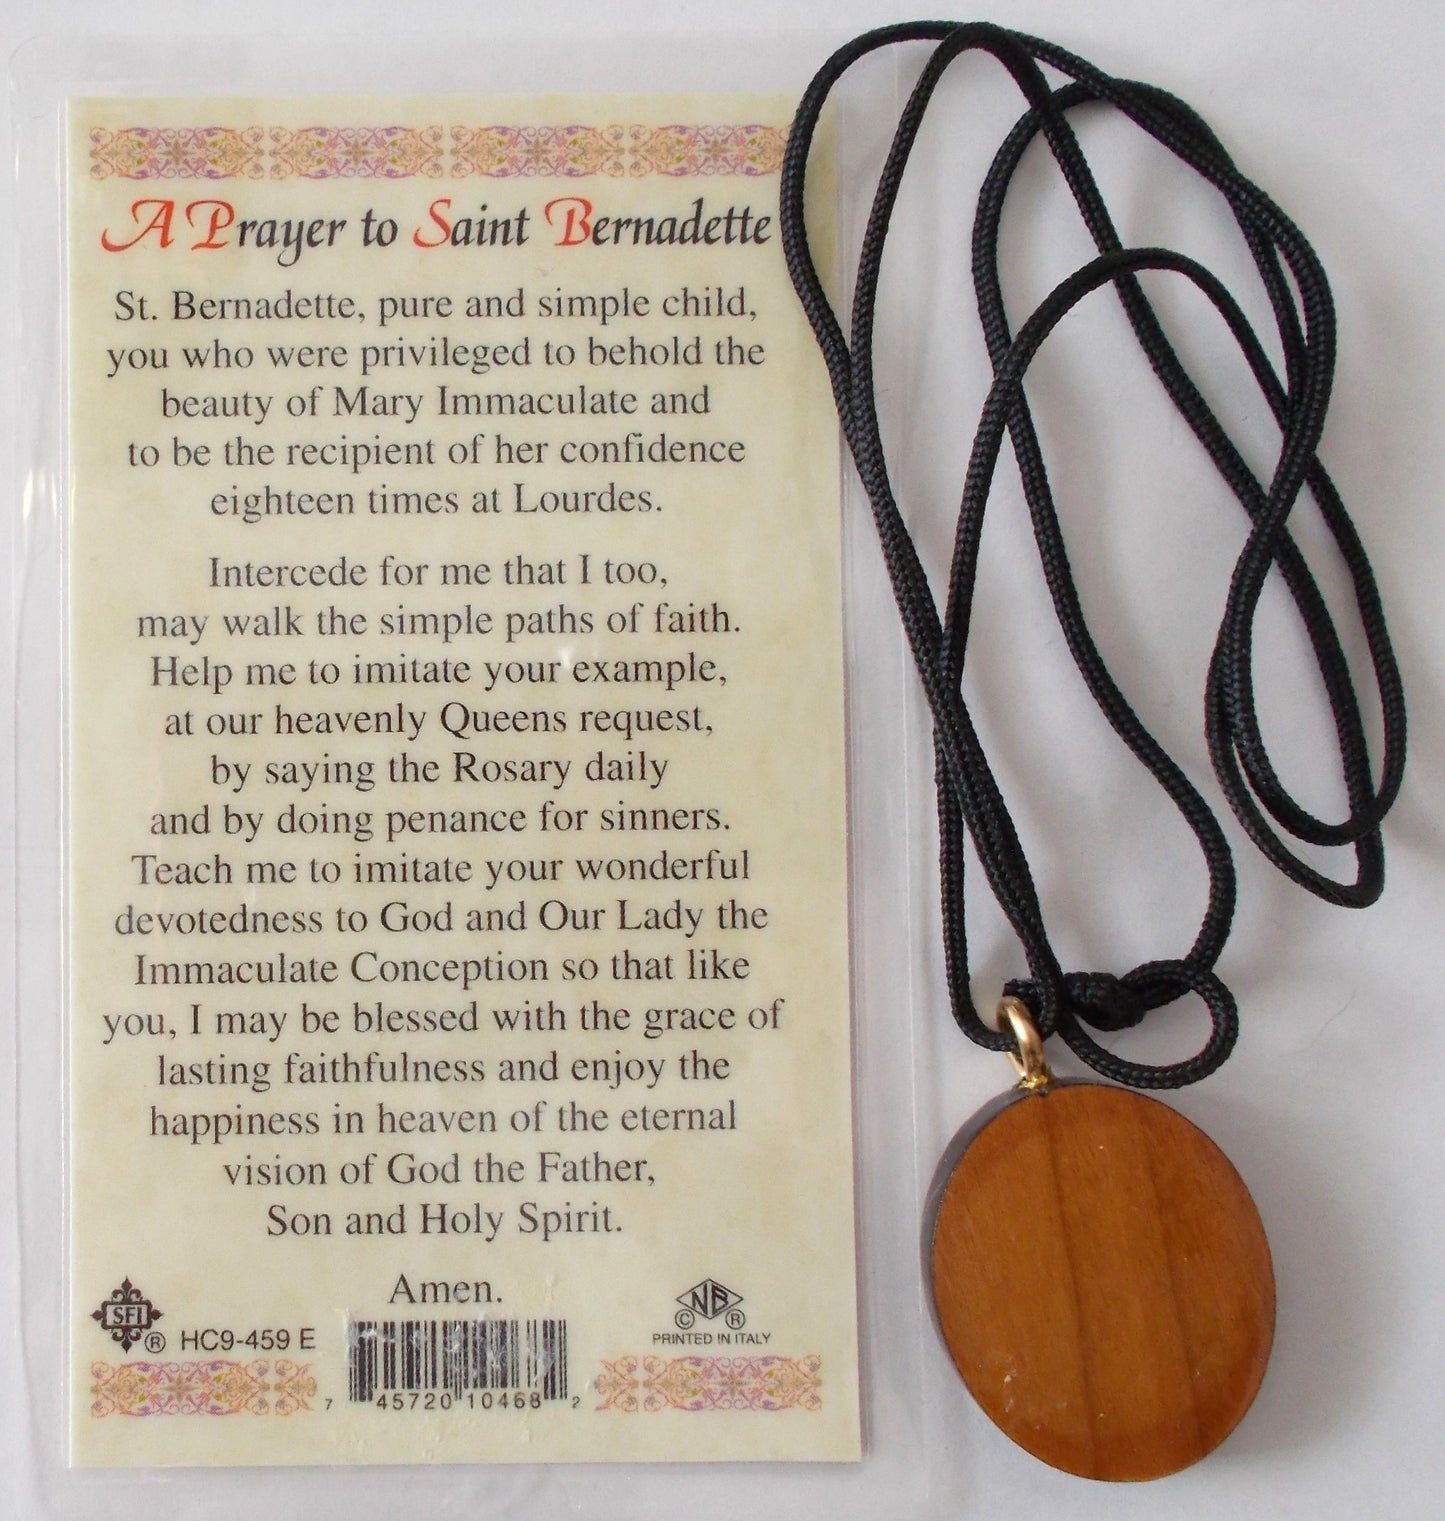 A Prayer to Saint Bernadette
St. Bernadette, pure and simple child,
you who were privileged to behold the
beauty of Mary Immaculate and
to be the recipient of her confidence
eighteen times at Lourdes.
Intercede for me that I too,
may walk the simple paths of faith.
Help me to imitate your example,
at our heavenly Queens request,
by saying the Rosary daily
and by doing penance for sinners.
Teach me to imitate your wonderful
devotedness to God and Our Lady the
Immaculate Conception so that like
you, I may be blessed with the grace of
lasting faithfulness and enjoy the
happiness in heaven of the eternal
vision of God the Father,
Son and Holy Spirit.
Amen.
SFI ® HC9-459 E
NB
© ®
PRINTED IN ITALY
7 45720 10468 2